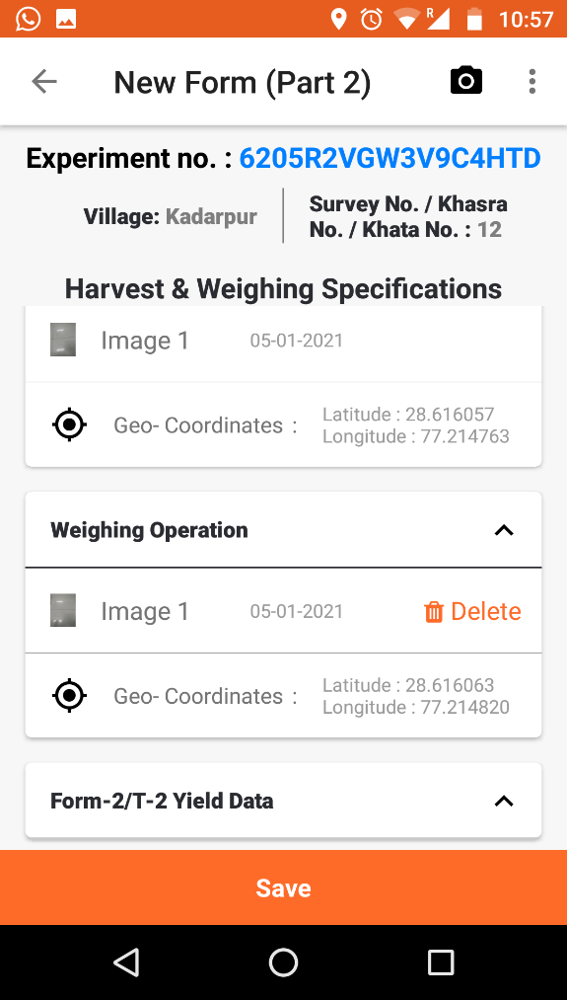 R
10:57
New Form (Part 2)
Experiment no. : 6205R2VGW3V9C4HTD
Village: Kadarpur
Survey No. / Khasra
No. / Khata No. : 12
Harvest & Weighing Specifications
Image 1 05-01-2021
Geo- Coordinates :
Latitude : 28.616057
Longitude : 77.214763
Weighing Operation
Image 1 05-01-2021 Delete
Geo- Coordinates :
Latitude : 28.616063
Longitude : 77.214820
Form-2/T-2 Yield Data
Save